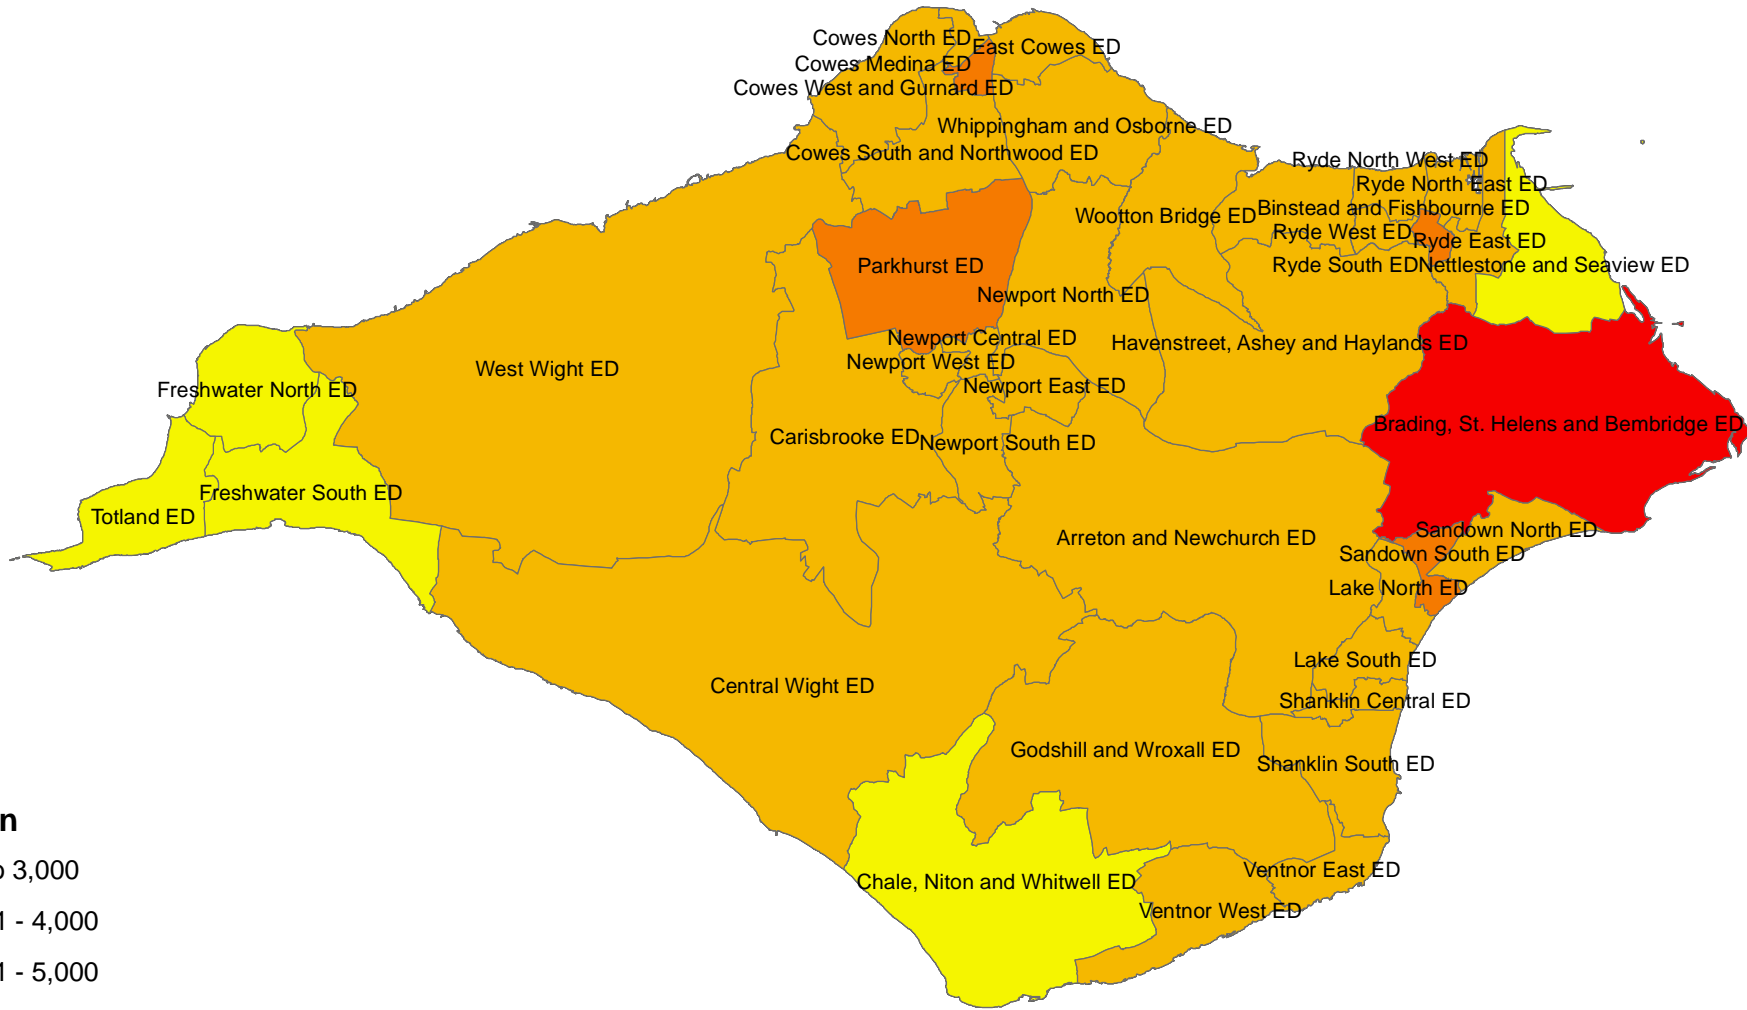 Cowes North ED
East Cowes ED
Cowes Medina ED
Cowes West and Gurnard ED
Whippingham and Osborne ED
Cowes South and Northwood ED
Ryde North West ED
Ryde North East ED
Binstead and Fishbourne ED
Wootton Bridge ED
Ryde West ED
Ryde East ED
Ryde South ED
Nettlestone and Seaview ED
Parkhurst ED
Newport North ED
Newport Central ED
Havenstreet, Ashey and Haylands ED
Newport West ED
West Wight ED
Newport East ED
Freshwater North ED
Brading, St. Helens and Bembridge ED
Carisbrooke ED
Newport South ED
Freshwater South ED
Totland ED
Sandown North ED
Arreton and Newchurch ED
Sandown South ED
Lake North ED
Lake South ED
Central Wight ED
Shanklin Central ED
Godshill and Wroxall ED
Shanklin South ED
n
3,000
Ventnor East ED
Chale, Niton and Whitwell ED
Ventnor West ED
1 - 4,000
1 - 5,000